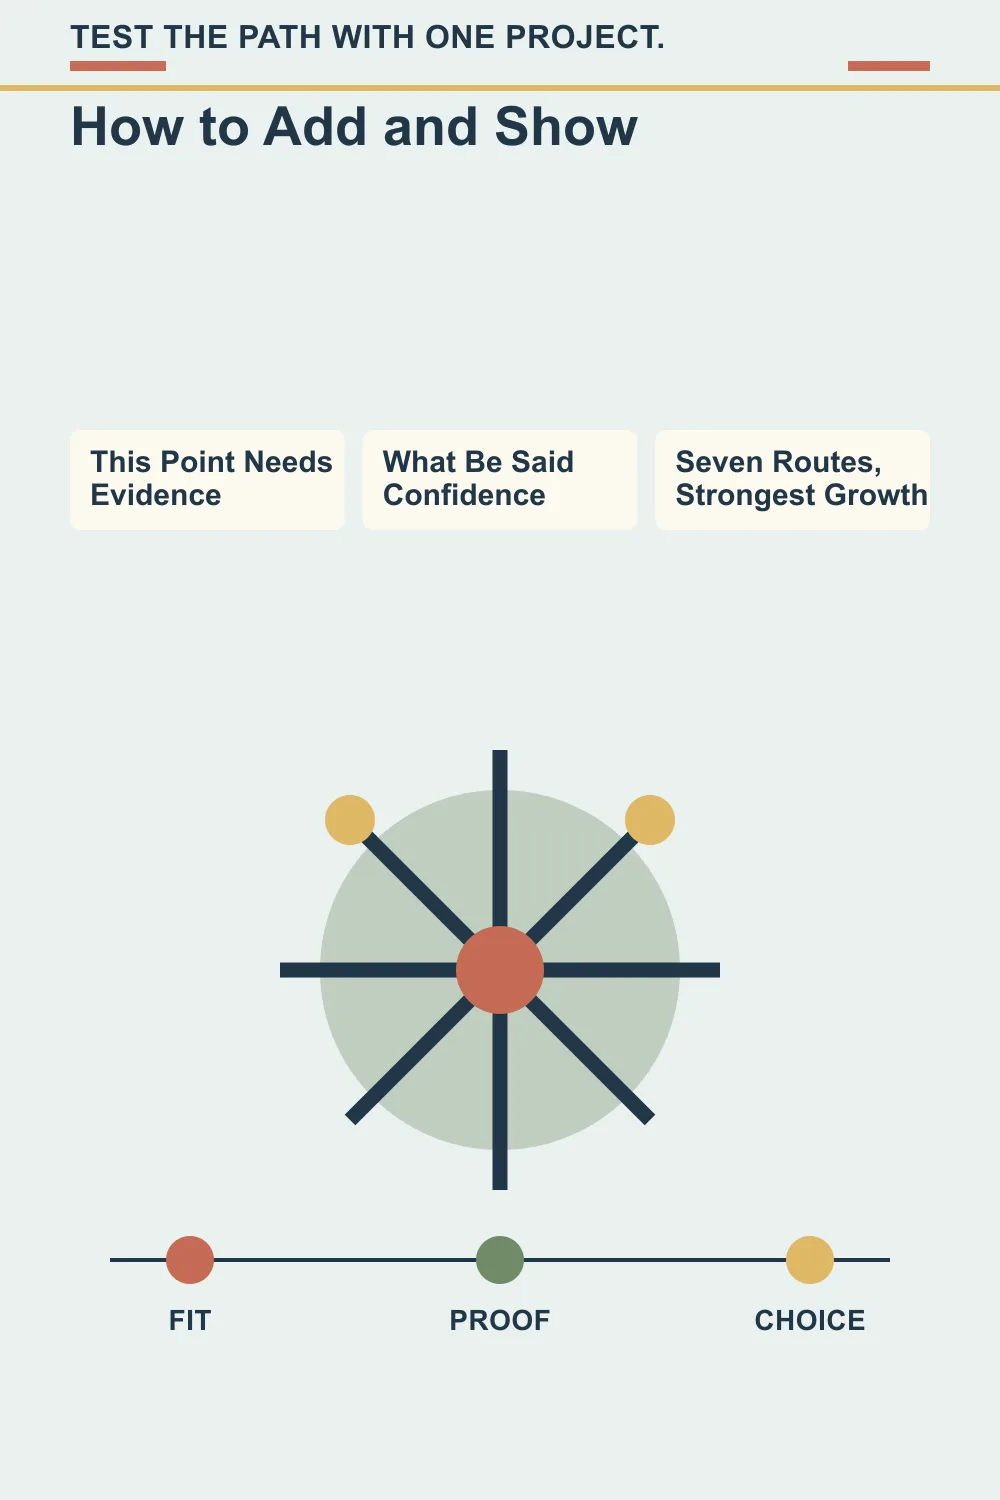 TEST THE PATH WITH ONE PROJECT.
How to Add and Show
This Point Needs
Evidence
What Be Said
Confidence
Seven Routes,
Strongest Growth
FIT
PROOF
CHOICE